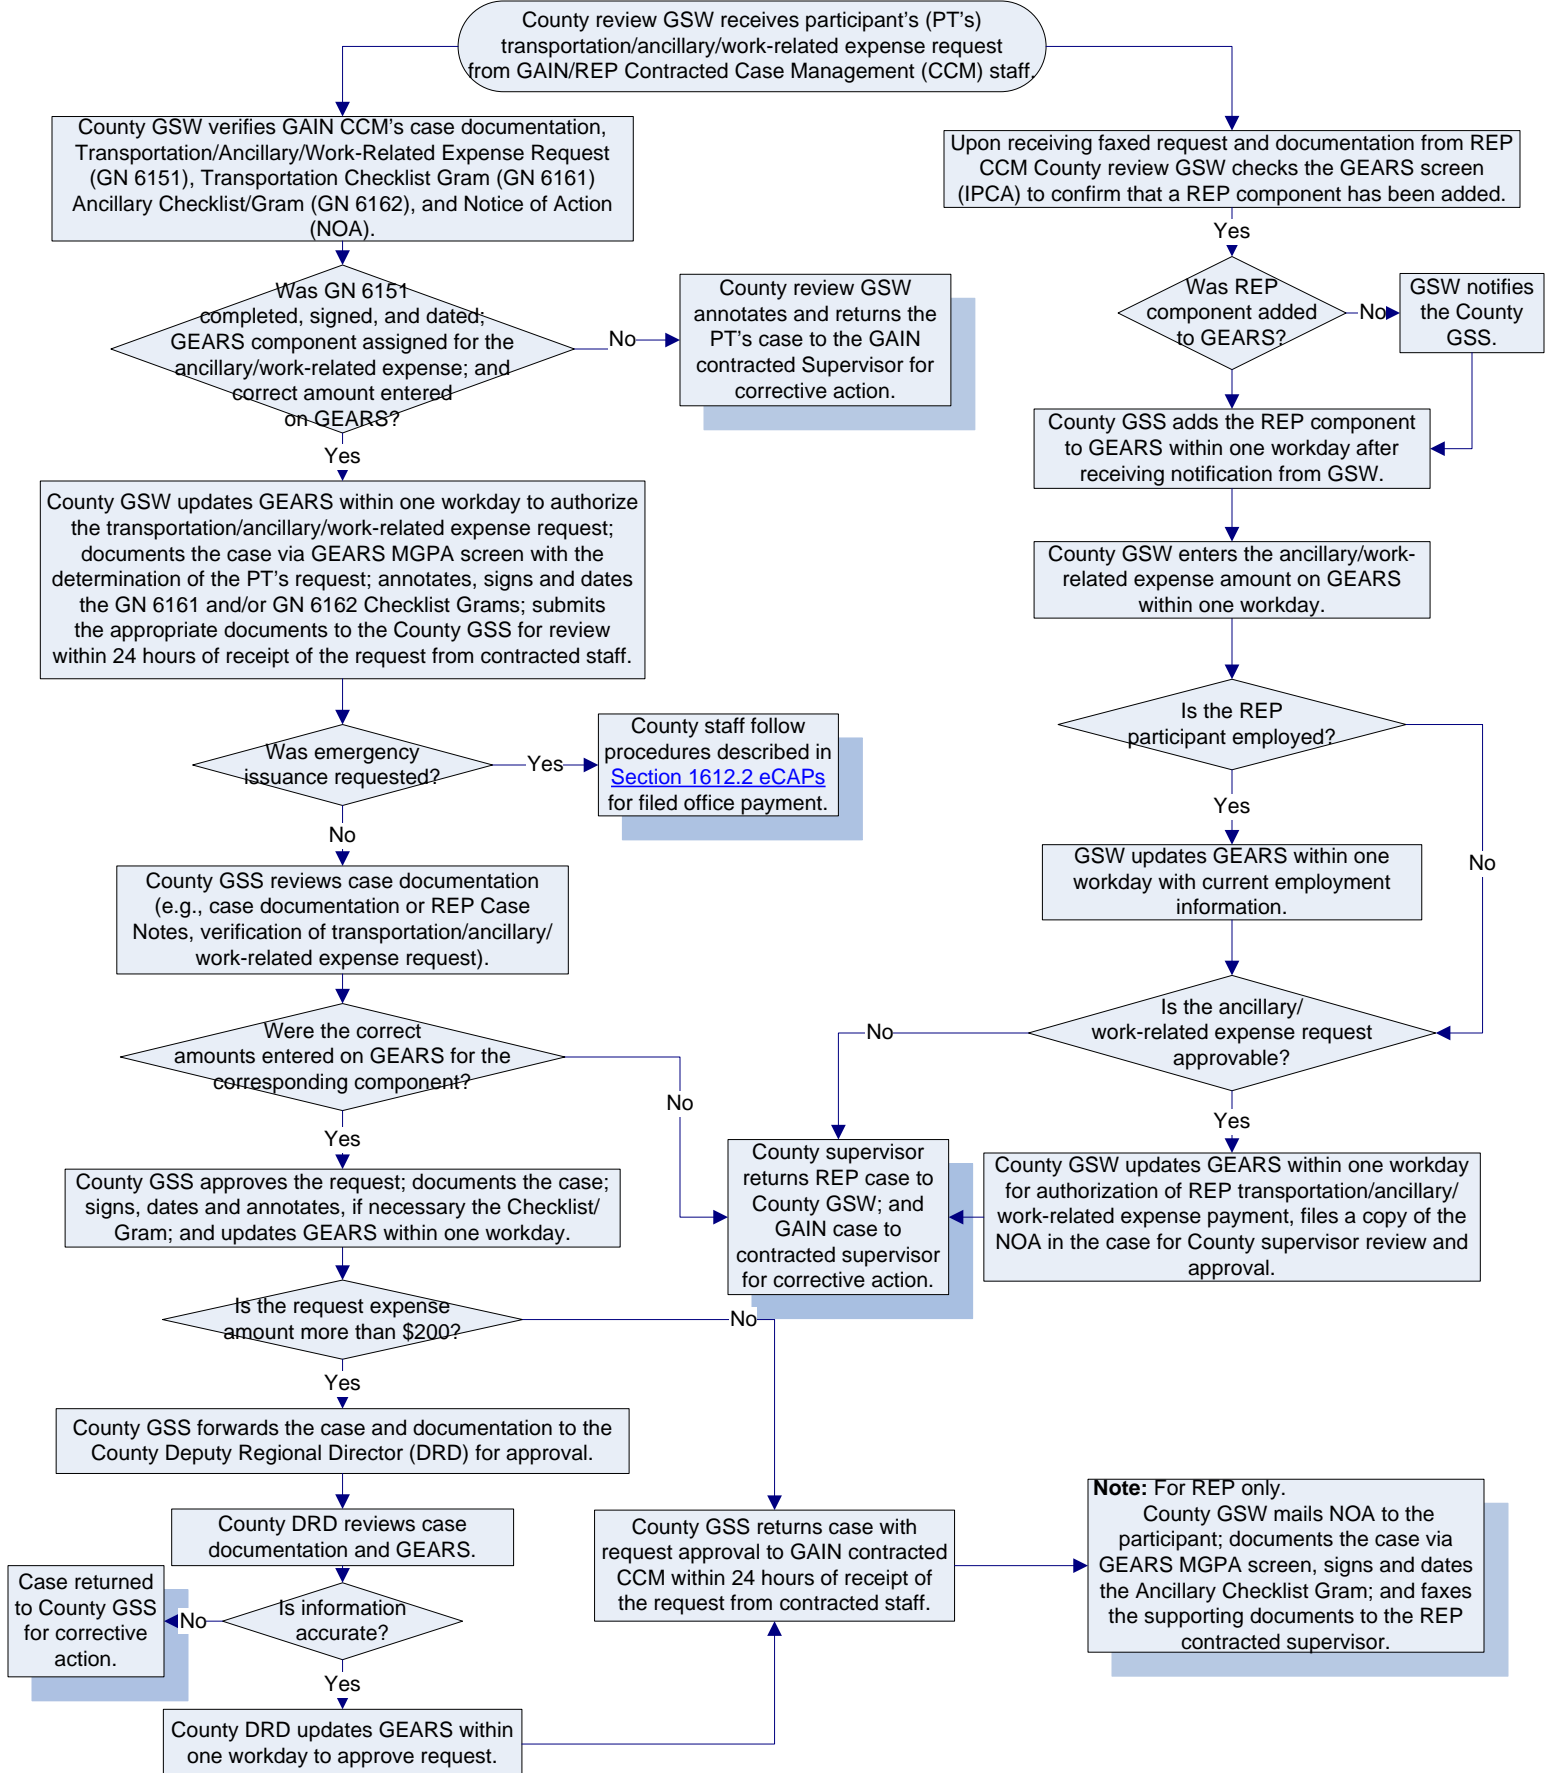 County review GSW receives participant's (PT's)
transportation/ancillary/work-related expense request
from GAIN/REP Contracted Case Management (CCM) staff.
County GSW verifies GAIN CCM's case documentation,
Transportation/Ancillary/Work-Related Expense Request
(GN 6151), Transportation Checklist Gram (GN 6161)
Ancillary Checklist/Gram (GN 6162), and Notice of Action
(NOA).
Was GN 6151
completed, signed, and dated;
GEARS component assigned for the
ancillary/work-related expense; and
correct amount entered
on GEARS?
No
County review GSW
annotates and returns the
PT's case to the GAIN
contracted Supervisor for
corrective action.
Yes
County GSW updates GEARS within one workday to authorize
the transportation/ancillary/work-related expense request;
documents the case via GEARS MGPA screen with the
determination of the PT's request; annotates, signs and dates
the GN 6161 and/or GN 6162 Checklist Grams; submits
the appropriate documents to the County GSS for review
within 24 hours of receipt of the request from contracted staff.
Was emergency
issuance requested?
Yes
County staff follow
procedures described in
Section 1612.2 eCAPs
for filed office payment.
No
County GSS reviews case documentation
(e.g., case documentation or REP Case
Notes, verification of transportation/ancillary/
work-related expense request).
Were the correct
amounts entered on GEARS for the
corresponding component?
No
Yes
County GSS approves the request; documents the case;
signs, dates and annotates, if necessary the Checklist/
Gram; and updates GEARS within one workday.
Is the request expense
amount more than $200?
No
Yes
County GSS forwards the case and documentation to the
County Deputy Regional Director (DRD) for approval.
County DRD reviews case
documentation and GEARS.
Is information
accurate?
No
Case returned
to County GSS
for corrective
action.
Yes
County DRD updates GEARS within
one workday to approve request.
Upon receiving faxed request and documentation from REP
CCM County review GSW checks the GEARS screen
(IPCA) to confirm that a REP component has been added.
Yes
Was REP
component added
to GEARS?
No
GSW notifies
the County
GSS.
County GSS adds the REP component
to GEARS within one workday after
receiving notification from GSW.
County GSW enters the ancillary/work-
related expense amount on GEARS
within one workday.
Is the REP
participant employed?
Yes
No
GSW updates GEARS within one
workday with current employment
information.
Is the ancillary/
work-related expense request
approvable?
No
Yes
County supervisor
returns REP case to
County GSW; and
GAIN case to
contracted supervisor
for corrective action.
County GSW updates GEARS within one workday
for authorization of REP transportation/ancillary/
work-related expense payment, files a copy of the
NOA in the case for County supervisor review and
approval.
County GSS returns case with
request approval to GAIN contracted
CCM within 24 hours of receipt of
the request from contracted staff.
Note: For REP only.
County GSW mails NOA to the
participant; documents the case via
GEARS MGPA screen, signs and dates
the Ancillary Checklist Gram; and faxes
the supporting documents to the REP
contracted supervisor.